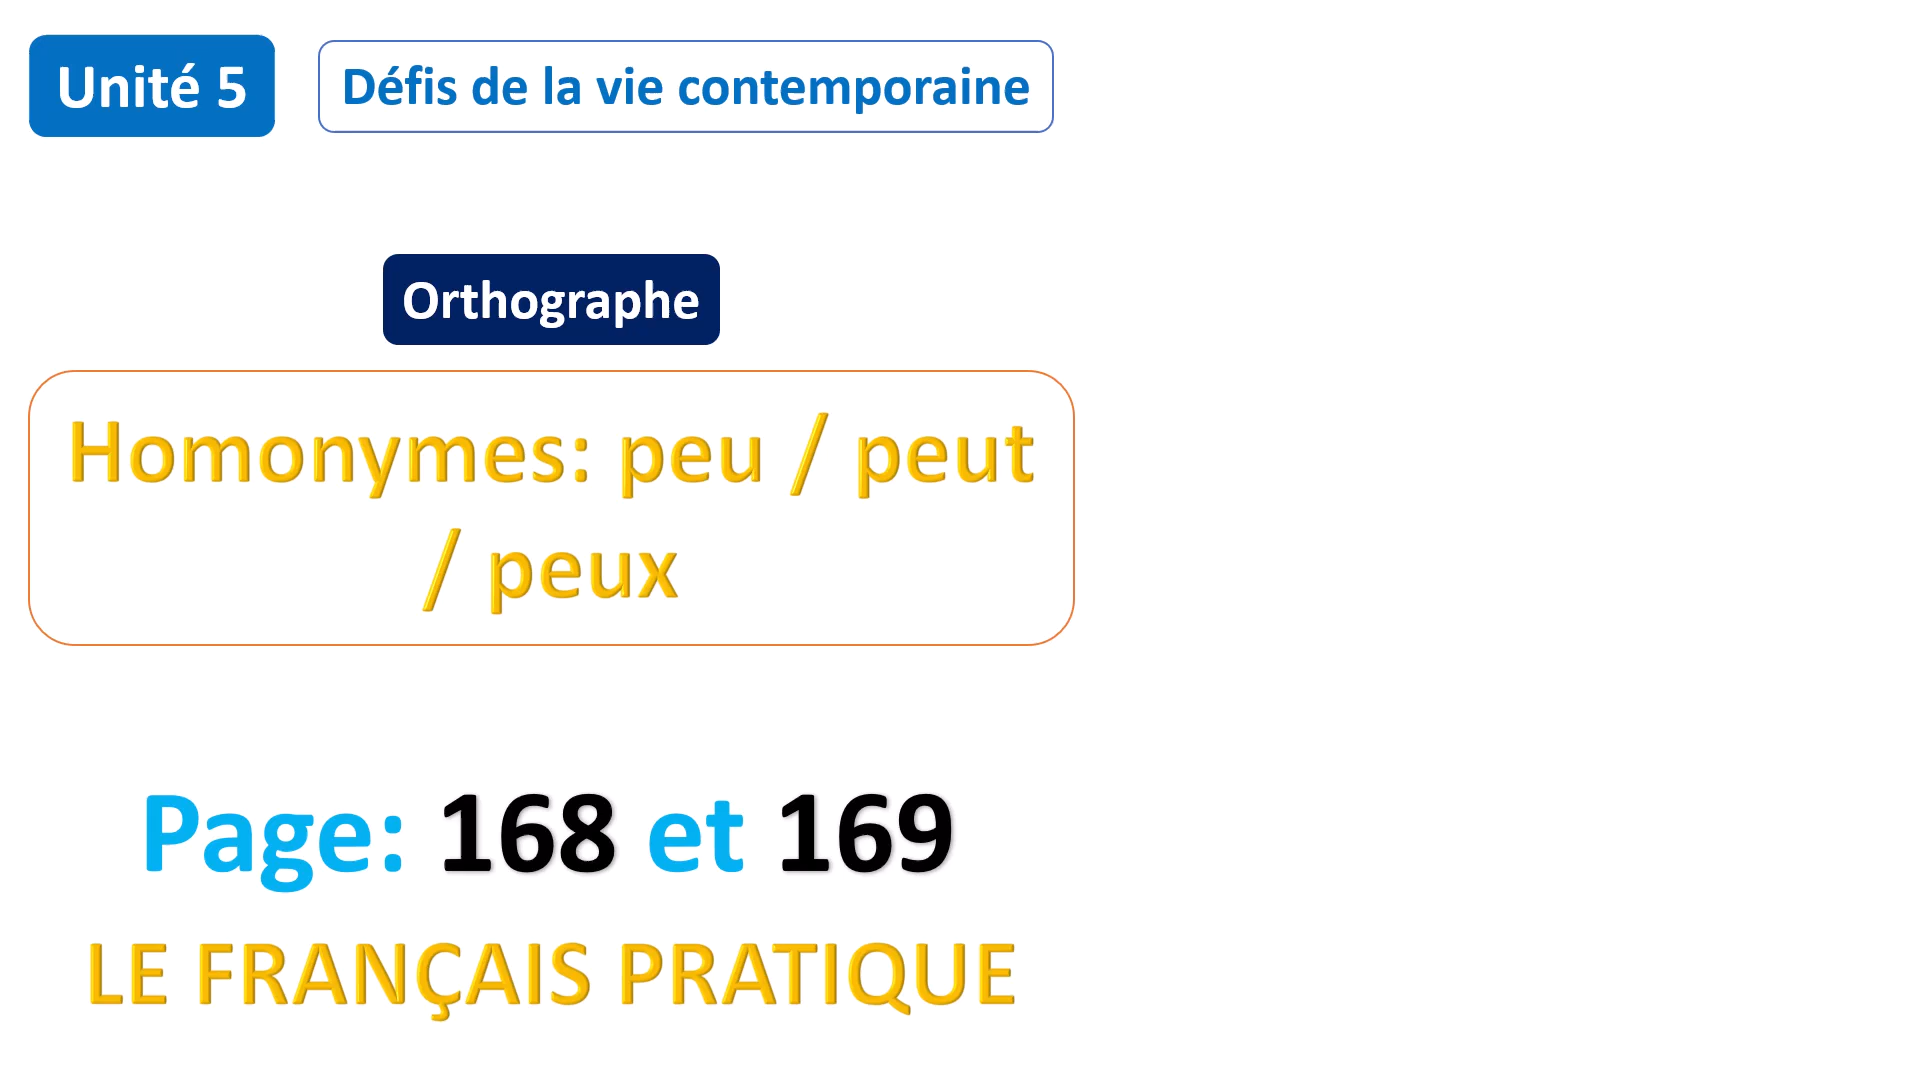 Unité 5
Défis de la vie contemporaine
Orthographe
Homonymes: peu / peut
/ peux
Page: 168 et 169
LE FRANÇAIS PRATIQUE